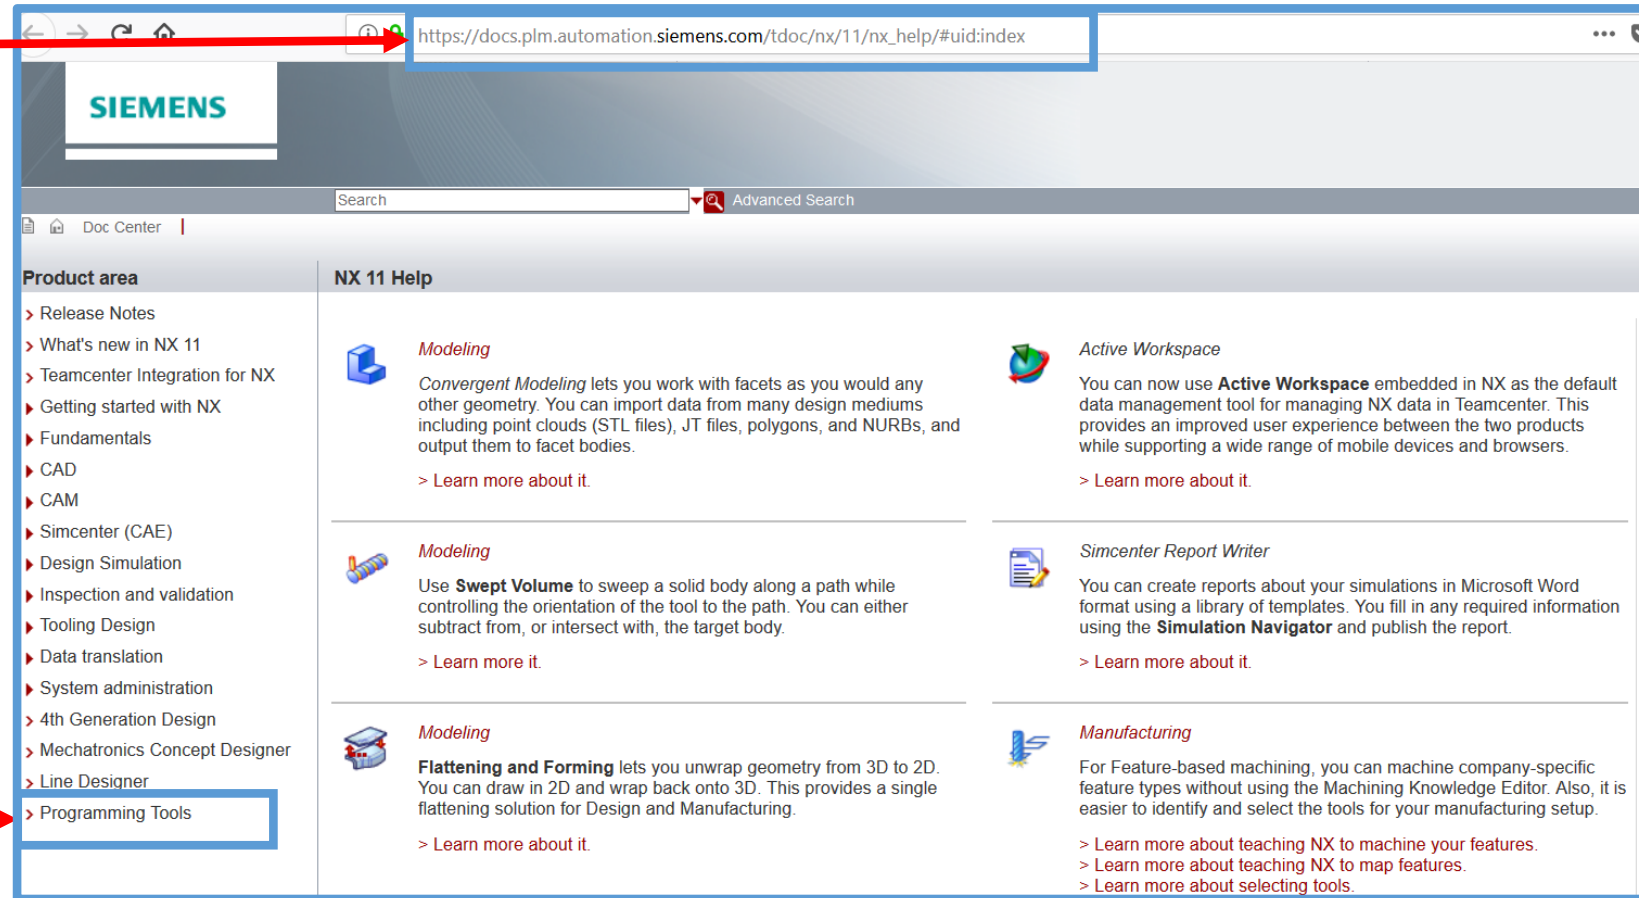 https://docs.plm.automation.siemens.com/tdoc/nx/11/nx_help/#uid:index
SIEMENS
Search
Advanced Search
Doc Center
Product area
> Release Notes
> What's new in NX 11
> Teamcenter Integration for NX
Getting started with NX
Fundamentals
CAD
CAM
Simcenter (CAE)
Design Simulation
Inspection and validation
Tooling Design
Data translation
System administration
> 4th Generation Design
> Mechatronics Concept Designer
> Line Designer
> Programming Tools
NX 11 Help
Modeling
Convergent Modeling lets you work with facets as you would any
other geometry. You can import data from many design mediums
including point clouds (STL files), JT files, polygons, and NURBs, and
output them to facet bodies.
> Learn more about it.
Active Workspace
You can now use Active Workspace embedded in NX as the default
data management tool for managing NX data in Teamcenter. This
provides an improved user experience between the two products
while supporting a wide range of mobile devices and browsers.
> Learn more about it.
Modeling
Use Swept Volume to sweep a solid body along a path while
controlling the orientation of the tool to the path. You can either
subtract from, or intersect with, the target body.
> Learn more it.
Simcenter Report Writer
You can create reports about your simulations in Microsoft Word
format using a library of templates. You fill in any required information
using the Simulation Navigator and publish the report.
> Learn more about it.
Modeling
Flattening and Forming lets you unwrap geometry from 3D to 2D.
You can draw in 2D and wrap back onto 3D. This provides a single
flattening solution for Design and Manufacturing.
> Learn more about it.
Manufacturing
For Feature-based machining, you can machine company-specific
feature types without using the Machining Knowledge Editor. Also, it is
easier to identify and select the tools for your manufacturing setup.
> Learn more about teaching NX to machine your features.
> Learn more about teaching NX to map features.
> Learn more about selecting tools.